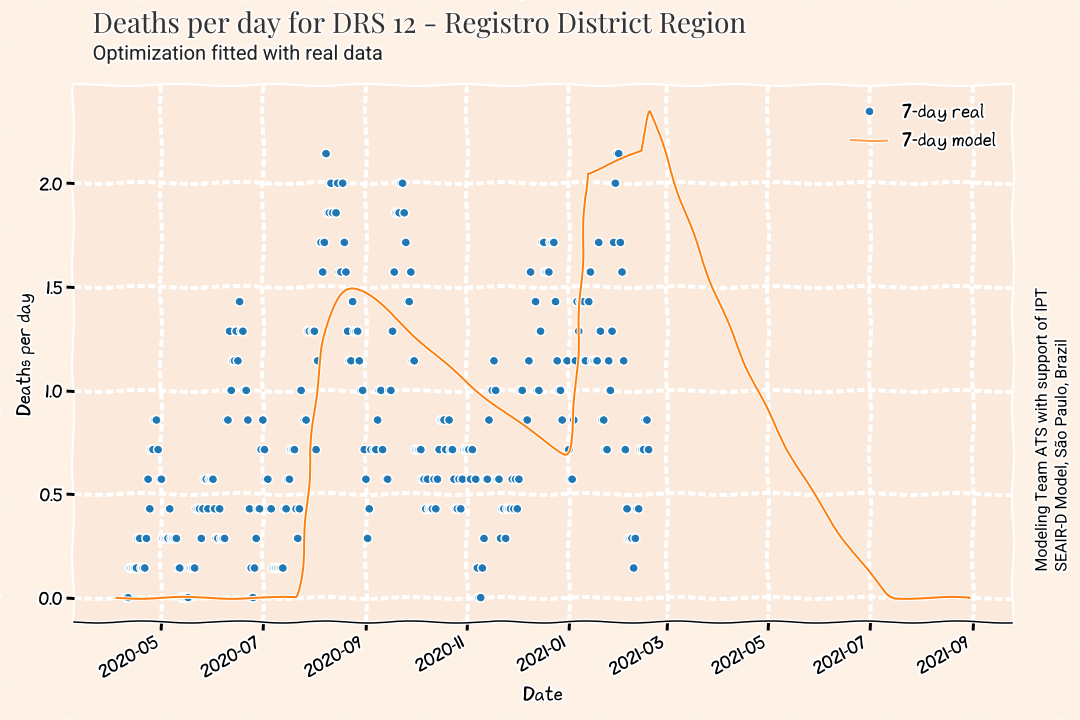 Deaths per day for DRS 12 - Registro District Region
Optimization fitted with real data
7-day real
7-day model
Deaths per day
2.0
1.5
1.0
0.5
0.0
2020-05
2020-07
2020-09
2020-11
2021-01
2021-03
2021-05
2021-07
2021-09
Date
Modeling Team ATS with support of IPT
SEAIR-D Model, São Paulo, Brazil